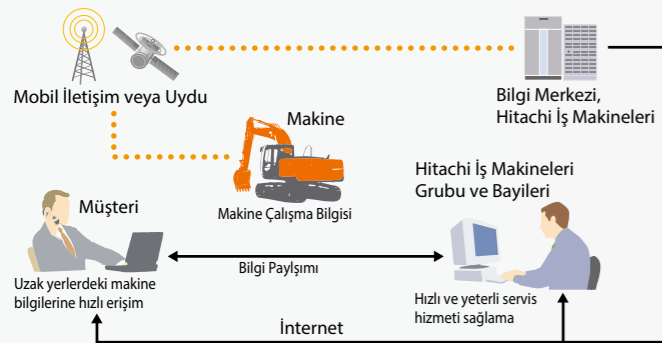 Mobil İletişim veya Uydu
Bilgi Merkezi,
Hitachi İş Makineleri
Makine
Makine Çalışma Bilgisi
Hitachi İş Makineleri
Grubu ve Bayileri
Müşteri
Bilgi Paylşımı
Uzak yerlerdeki makine
bilgilerine hızlı erişim
Hızlı ve yeterli servis
hizmeti sağlama
İnternet